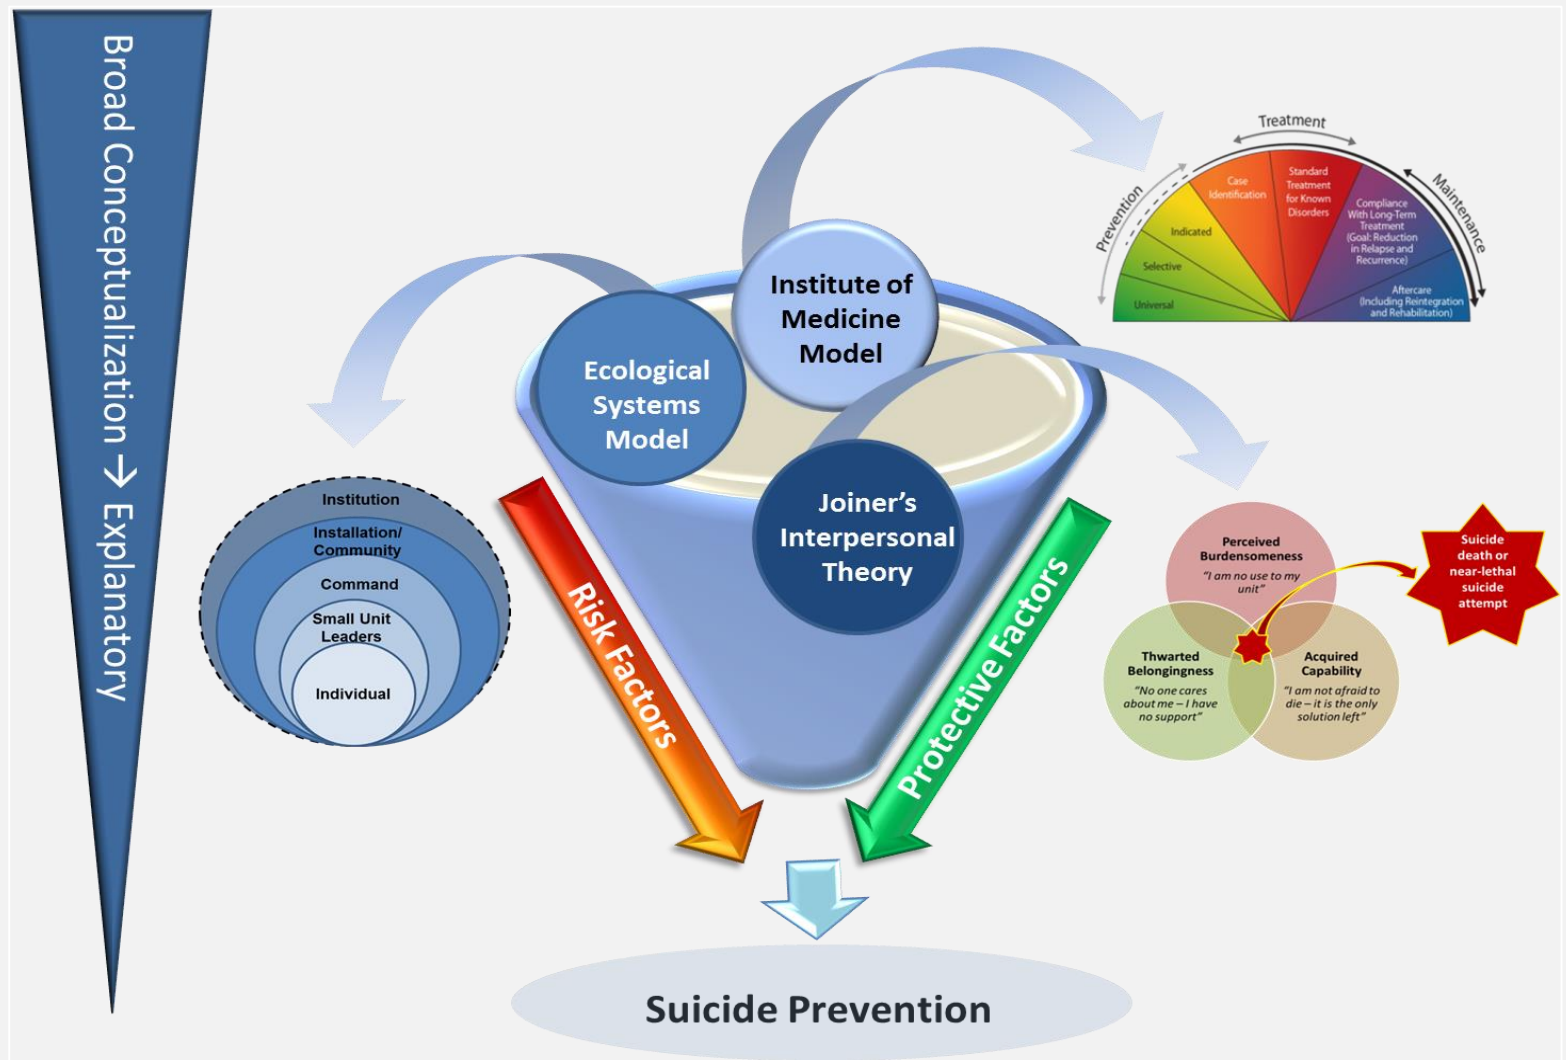 Broad Conceptualization → Explanatory
Institute of
Medicine
Model
Ecological
Systems
Model
Joiner's
Interpersonal
Theory
Risk Factors
Protective Factors
Suicide Prevention
Institution
Installation/
Community
Command
Small Unit
Leaders
Individual
Prevention
Treatment
Maintenance
Universal
Selective
Indicated
Case
Identification
Standard
Treatment
for Known
Disorders
Compliance
With Long-Term
Treatment
(Goal: Reduction
in Relapse and
Recurrence)
Aftercare
(Including Reintegration
and Rehabilitation)
Perceived
Burdensomeness
"I am no use to my
unit"
Thwarted
Belongingness
"No one cares
about me – I have
no support"
Acquired
Capability
"I am not afraid to
die – it is the only
solution left"
Suicide
death or
near-lethal
suicide
attempt